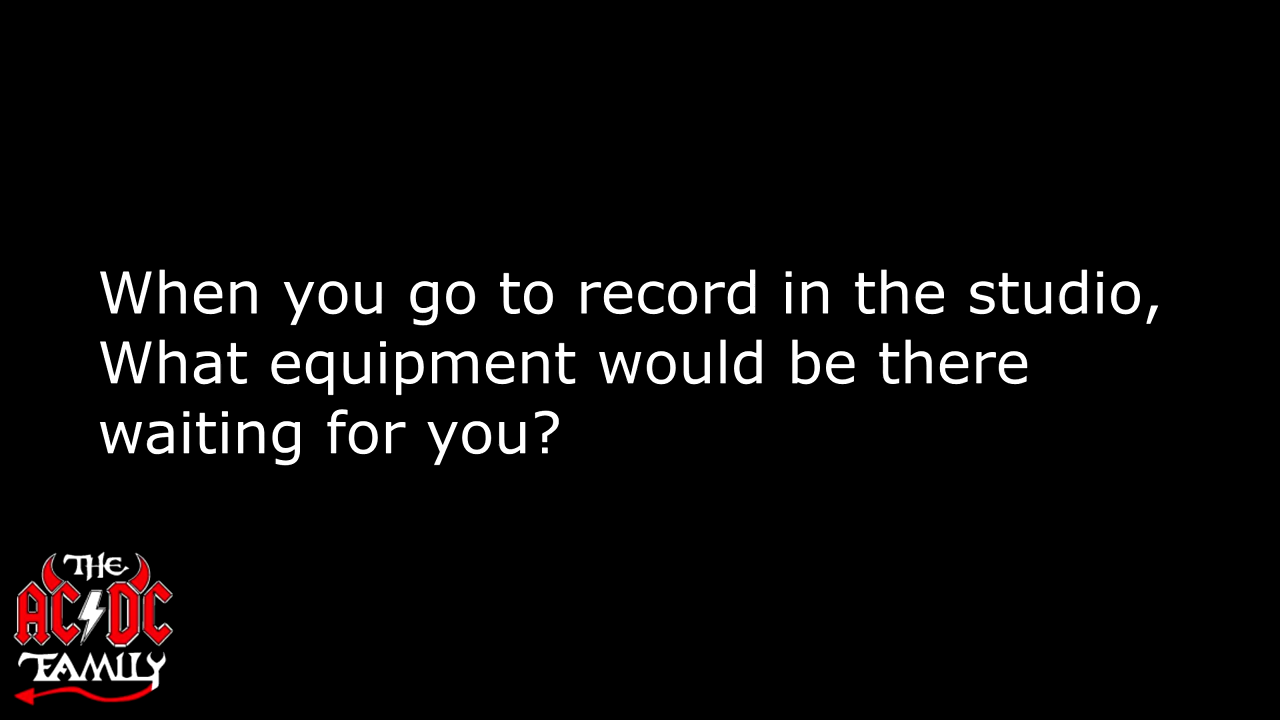 When you go to record in the studio,
What equipment would be there
waiting for you?
THE
AC⚡DC
FAMILY